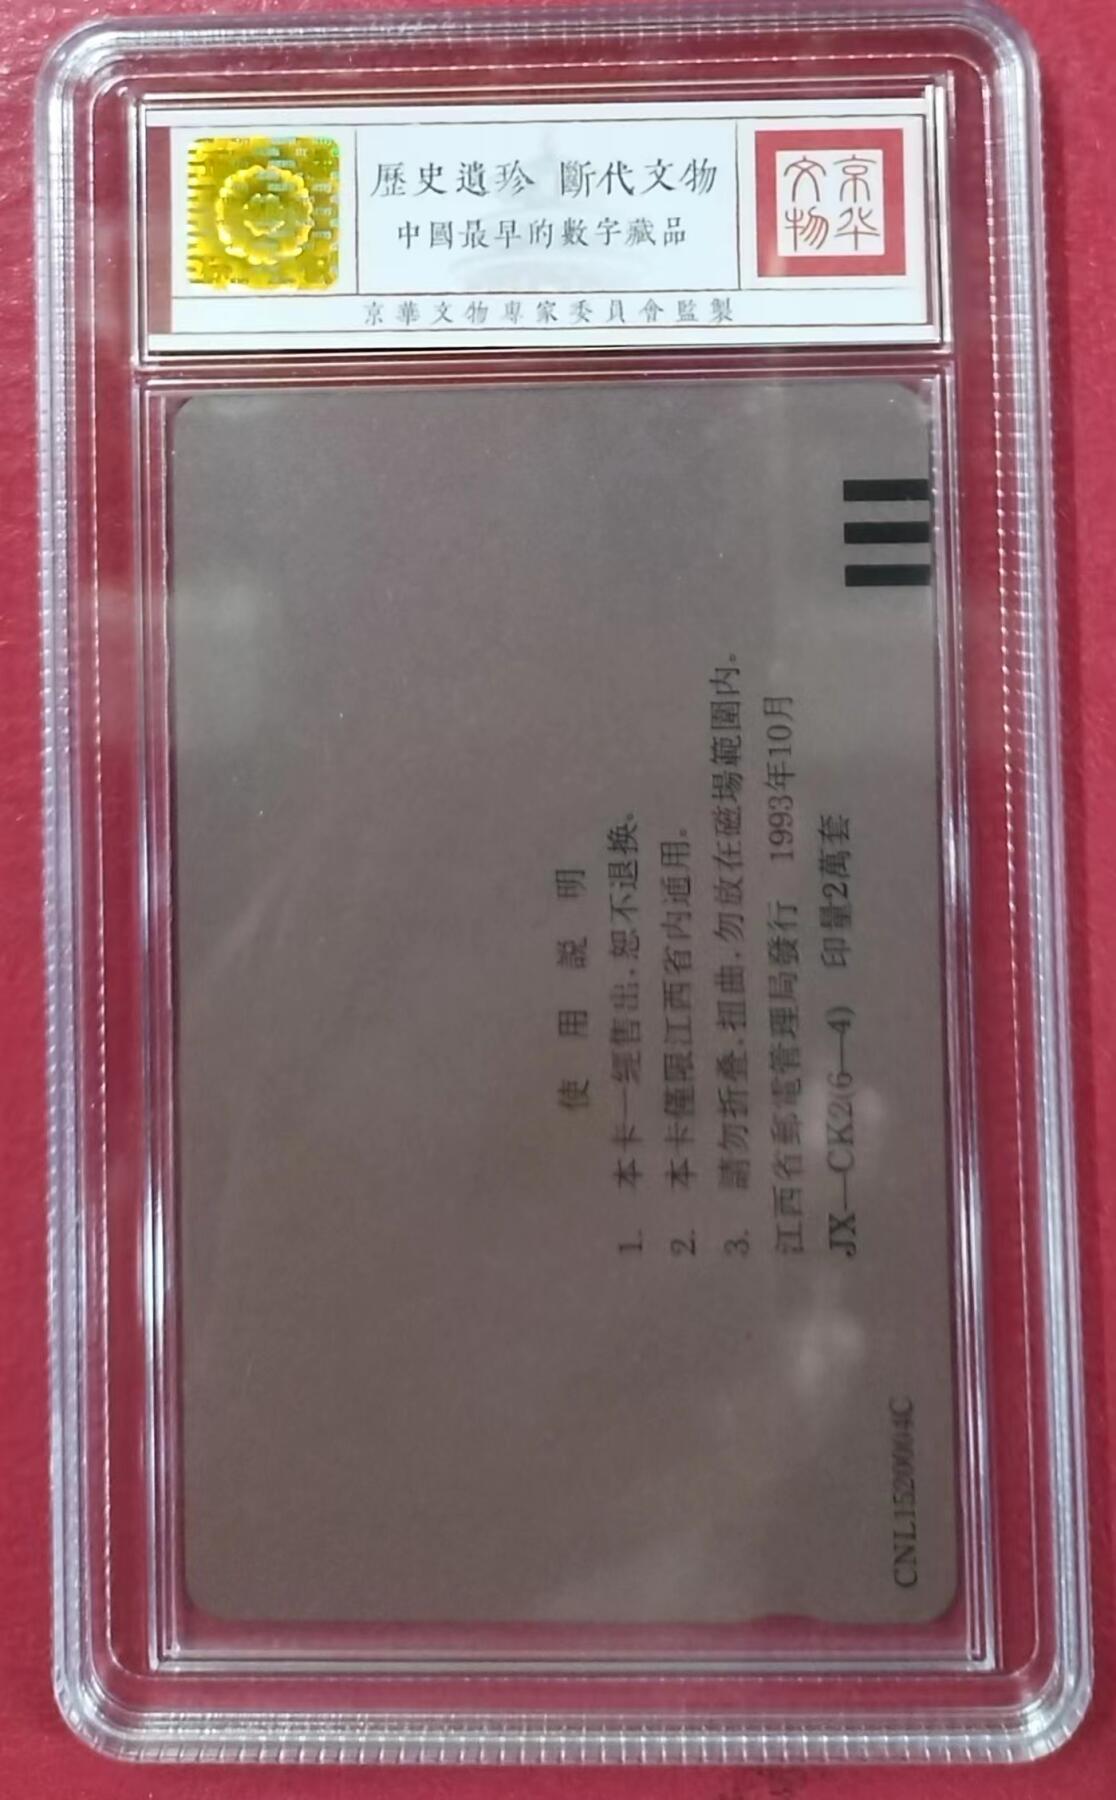 歷史遺珍 斷代文物
中國最早的數字藏品
京华文物
京華文物專家委員會監製
使用説明
1. 本卡一經售出，恕不退换。
2. 本卡僅限江西省内通用。
3. 請勿折叠，扭曲，勿放在磁場範圍内。
江西省郵電管理局發行 1993年10月
JX—CK2(6—4) 印量2萬套
CNL1520004C